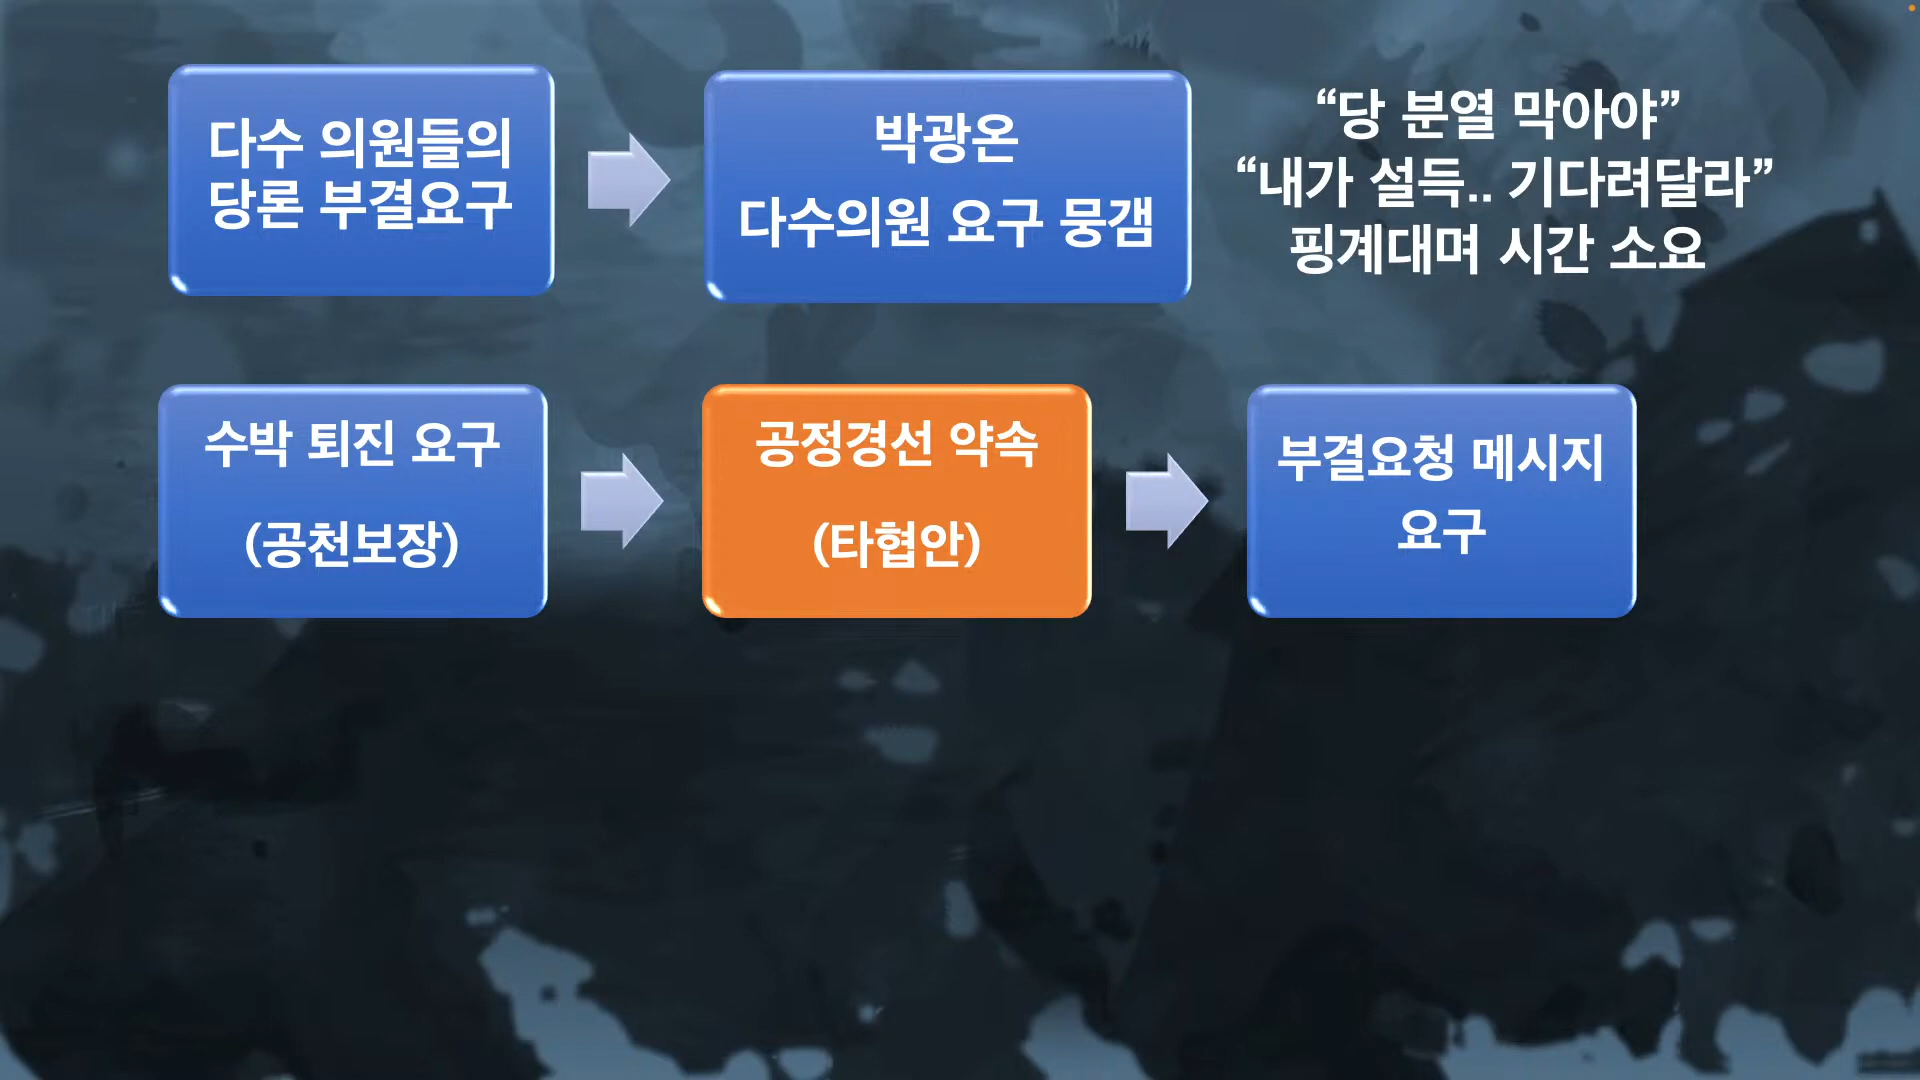 다수 의원들의
당론 부결요구
박광온
다수의원 요구 뭉갬
“당 분열 막아야”
“내가 설득.. 기다려달라”
핑계대며 시간 소요
수박 퇴진 요구
(공천보장)
공정경선 약속
(타협안)
부결요청 메시지
요구